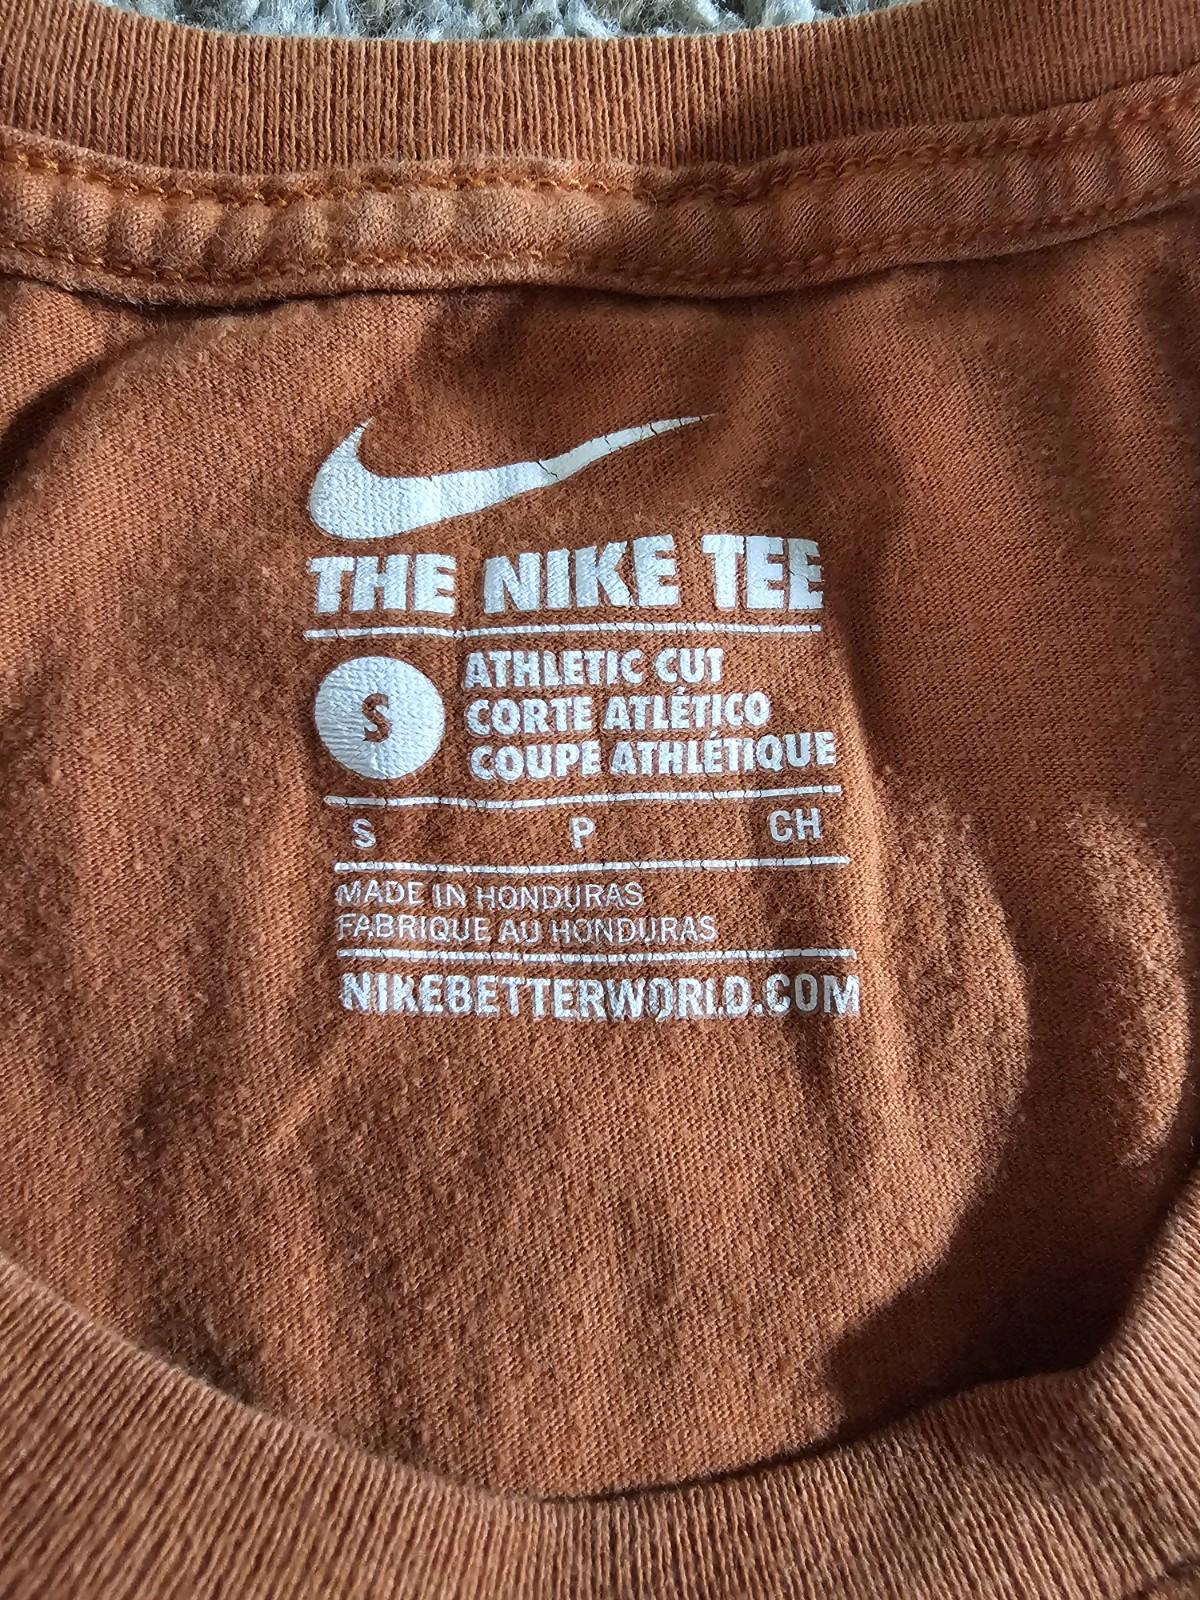 THE NIKE TEE
S
ATHLETIC CUT
CORTE ATLÉTICO
COUPE ATHLÉTIQUE
S P CH
MADE IN HONDURAS
FABRIQUE AU HONDURAS
NIKEBETTERWORLD.COM